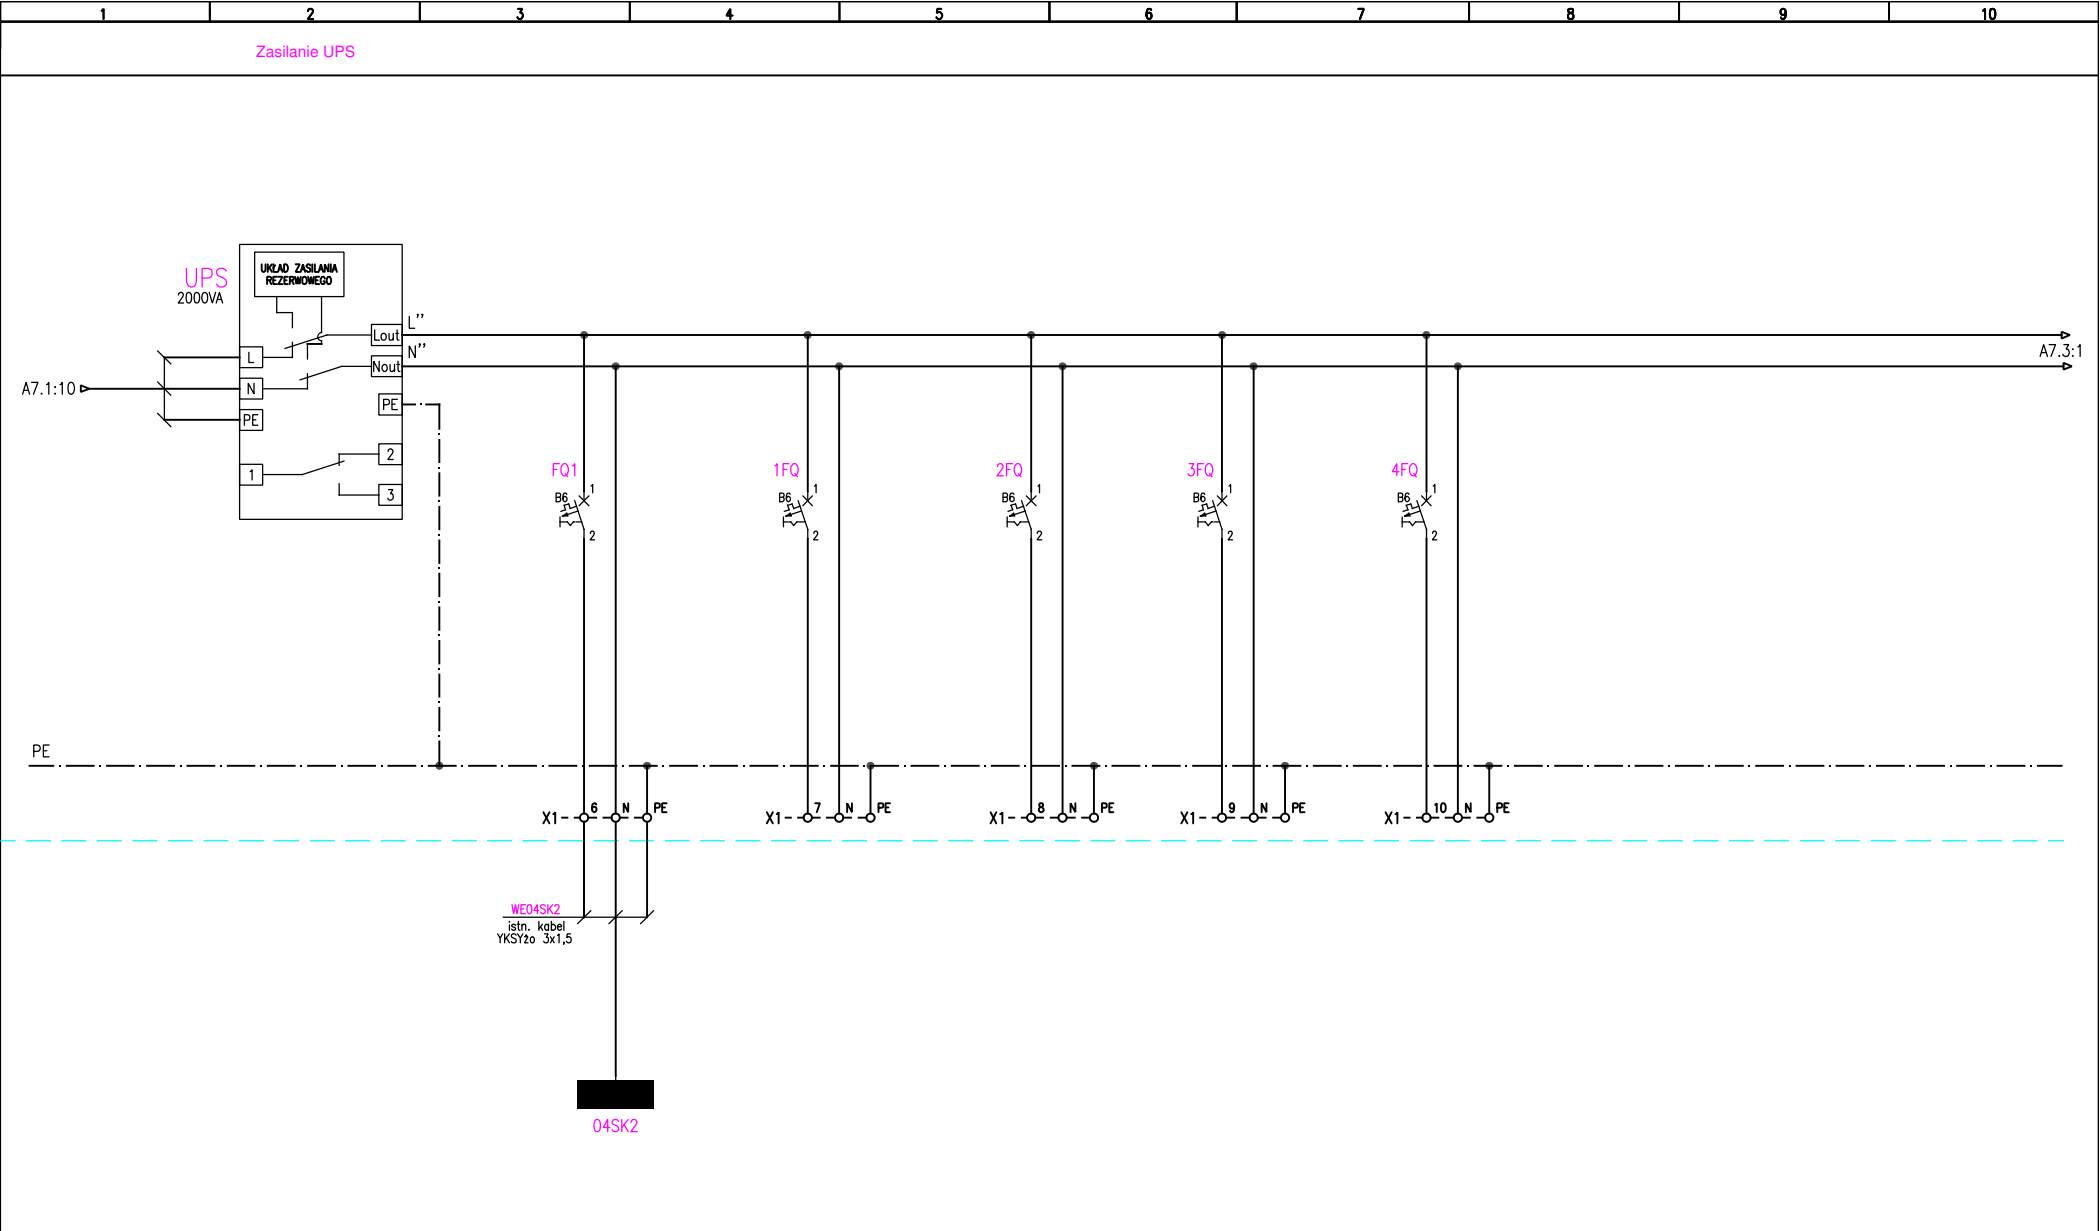 1 2 3 4 5 6 7 8 9 10
Zasilanie UPS
UPS
2000VA
UKŁAD ZASILANIA
REZERWOWEGO
L''
Lout
N''
L
Nout
A7.3:1
A7.1:10
N
PE
PE
2
1
3
FQ1 1FQ 2FQ 3FQ 4FQ
B6 1 B6 1 B6 1 B6 1 B6 1
2 2 2 2 2
PE
X1 6 N PE X1 7 N PE X1 8 N PE X1 9 N PE X1 10 N PE
WE04SK2
istn. kabel
YKSYżo 3x1,5
04SK2